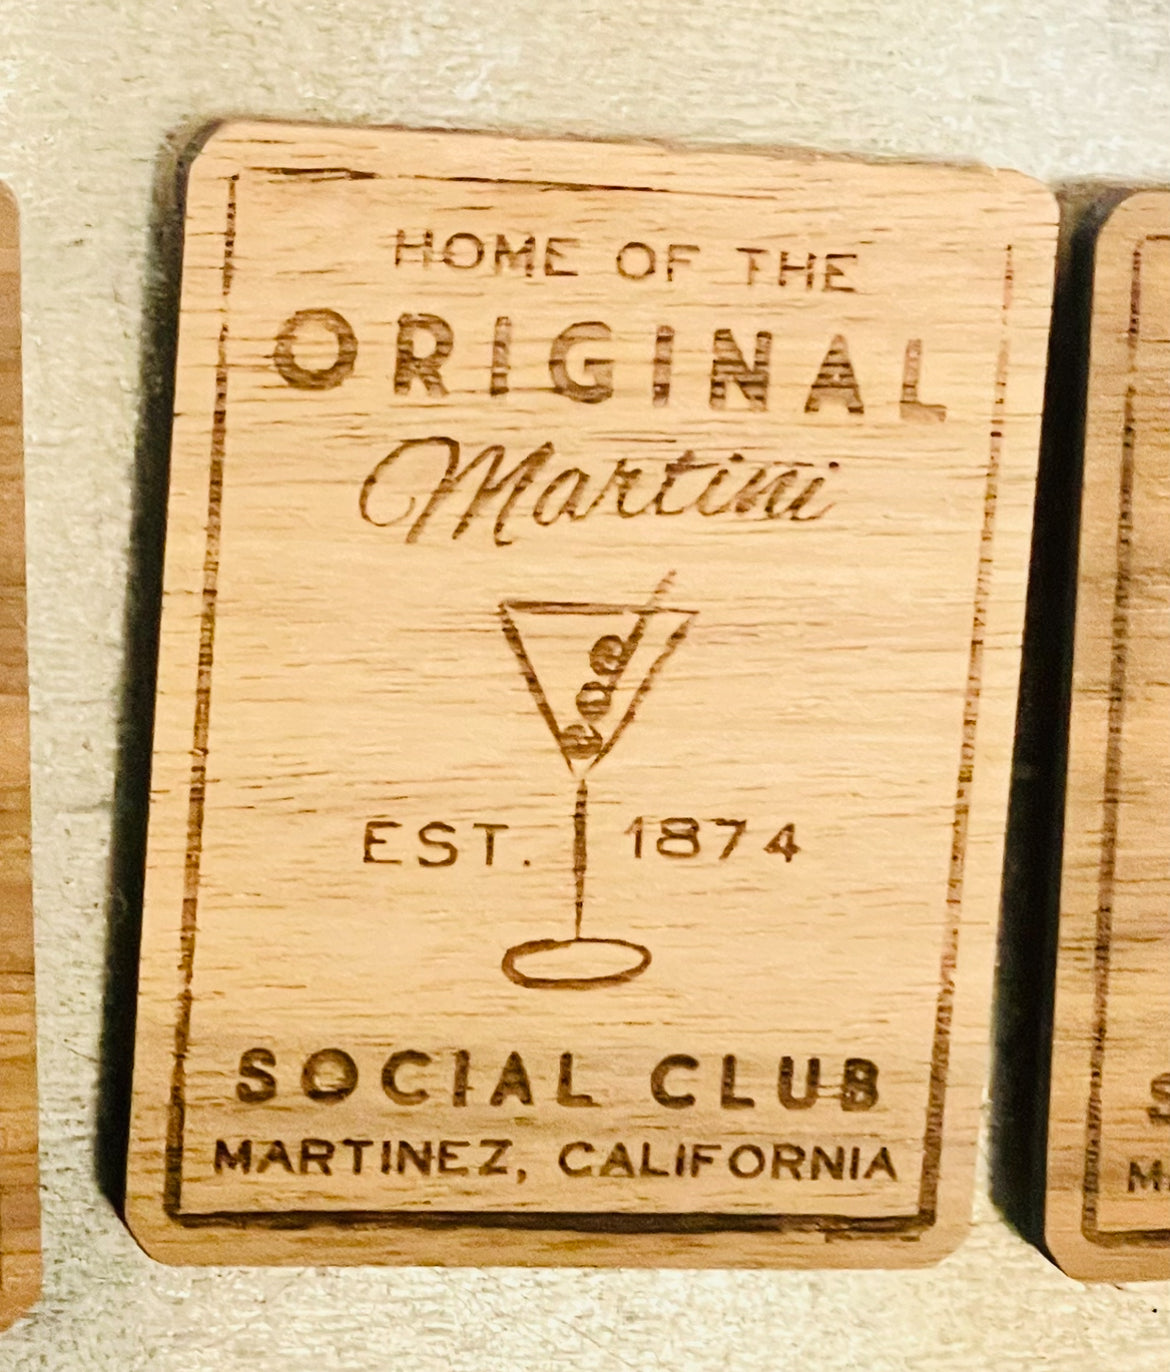 HOME OF THE
ORIGINAL
Martini
EST. 1874
SOCIAL CLUB
MARTINEZ, CALIFORNIA
S
M